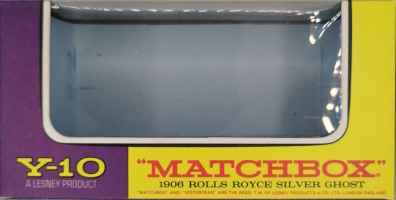 Y-10
A LESNEY PRODUCT
"MATCHBOX"
1906 ROLLS ROYCE SILVER GHOST
"MATCHBOX" AND "YESTERYEAR" ARE THE REGD. T.M. OF LESNEY PRODUCTS & CO. LTD. LONDON ENGLAND